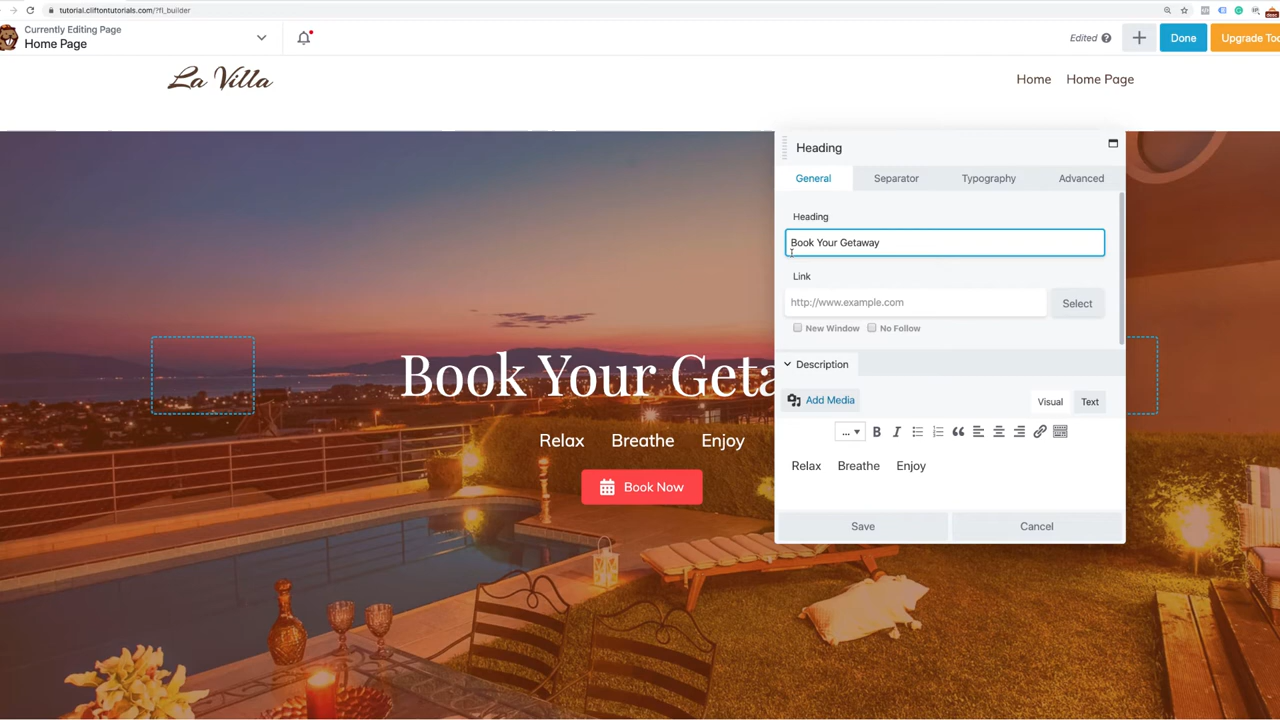 tutorial.cliftontutorials.com/?fl_builder
Currently Editing Page
Home Page
Edited
Done
Upgrade
La Villa
Home Home Page
Heading
General Separator Typography Advanced
Heading
Book Your Getaway
Link
http://www.example.com
Select
New Window No Follow
Description
Add Media
Visual Text
... B I
Relax Breathe Enjoy
Save Cancel
Book Your
Relax Breathe Enjoy
Book Now